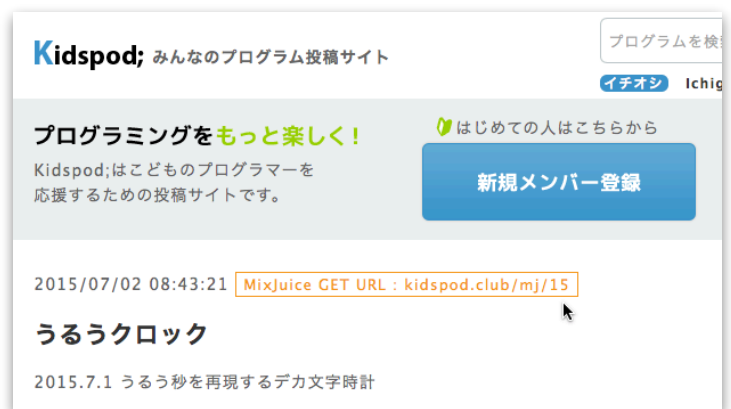 Kidspod; みんなのプログラム投稿サイト
プログラムを検
イチオシ Ichig
プログラミングをもっと楽しく!
Kidspod;はこどものプログラマーを
応援するための投稿サイトです。
はじめての人はこちらから
新規メンバー登録
2015/07/02 08:43:21 MixJuice GET URL : kidspod.club/mj/15
うるうクロック
2015.7.1 うるう秒を再現するデカ文字時計